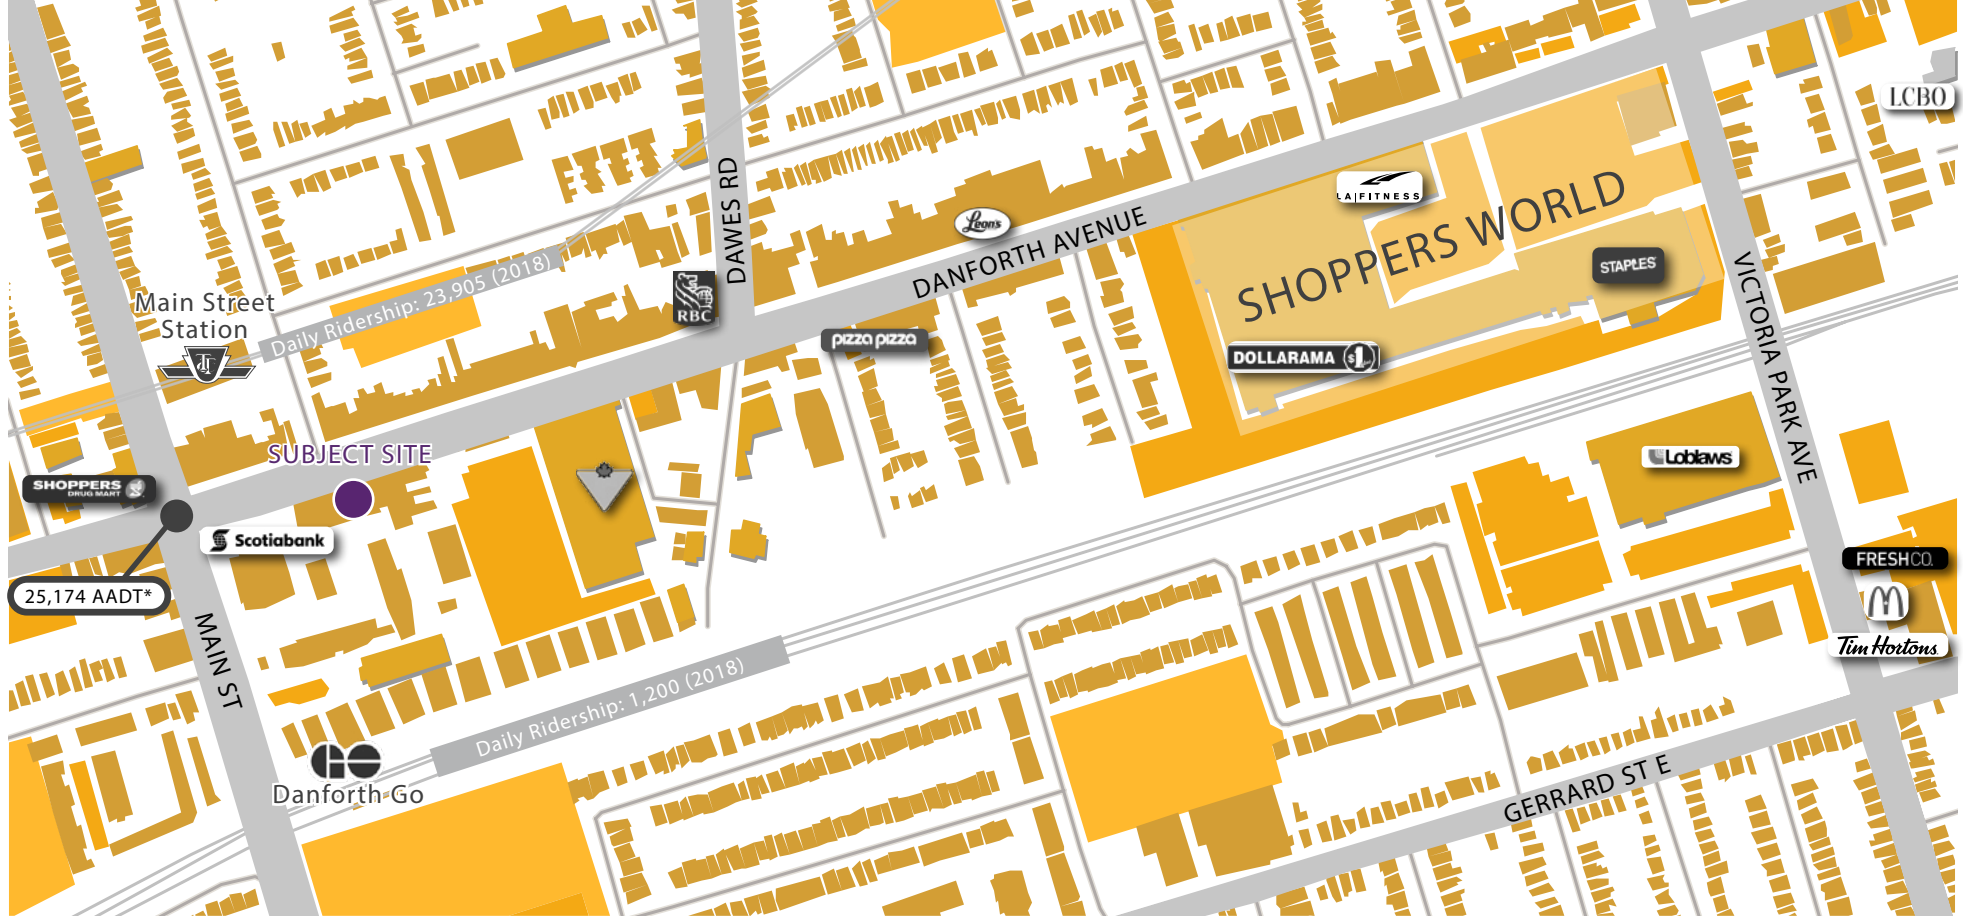 LCBO
LA|FITNESS
DAWES RD
Leon's
DANFORTH AVENUE
SHOPPERS WORLD
STAPLES
Daily Ridership: 23,905 (2018)
RBC
Main Street
Station
pizza pizza
DOLLARAMA $1
VICTORIA PARK AVE
SUBJECT SITE
Loblaws
SHOPPERS
DRUG MART
Scotiabank
25,174 AADT*
FRESHCO.
MAIN ST
Tim Hortons
Daily Ridership: 1,200 (2018)
GO
Danforth Go
GERRARD ST E